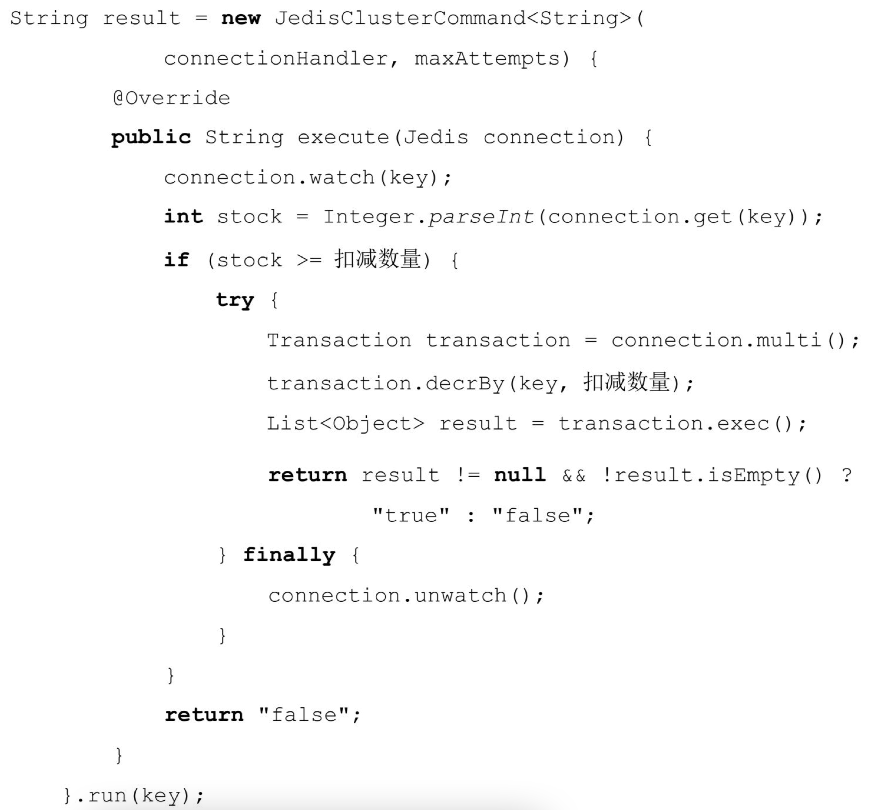 String result = new JedisClusterCommand<String>(
connectionHandler, maxAttempts) {
@Override
public String execute(Jedis connection) {
connection.watch(key);
int stock = Integer.parseInt(connection.get(key));
if (stock >= 扣减数量) {
try {
Transaction transaction = connection.multi();
transaction.decrBy(key, 扣减数量);
List<Object> result = transaction.exec();
return result != null && !result.isEmpty() ?
"true" : "false";
} finally {
connection.unwatch();
}
}
return "false";
}
}.run(key);